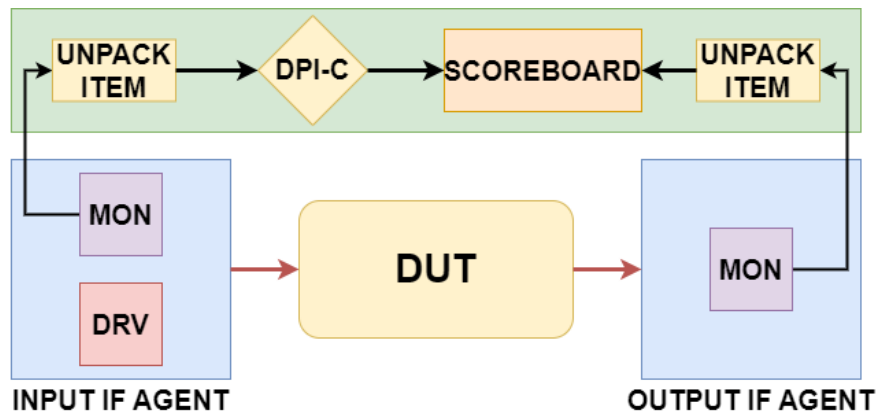 UNPACK
ITEM
DPI-C
SCOREBOARD
UNPACK
ITEM
MON
DRV
DUT
MON
INPUT IF AGENT
OUTPUT IF AGENT